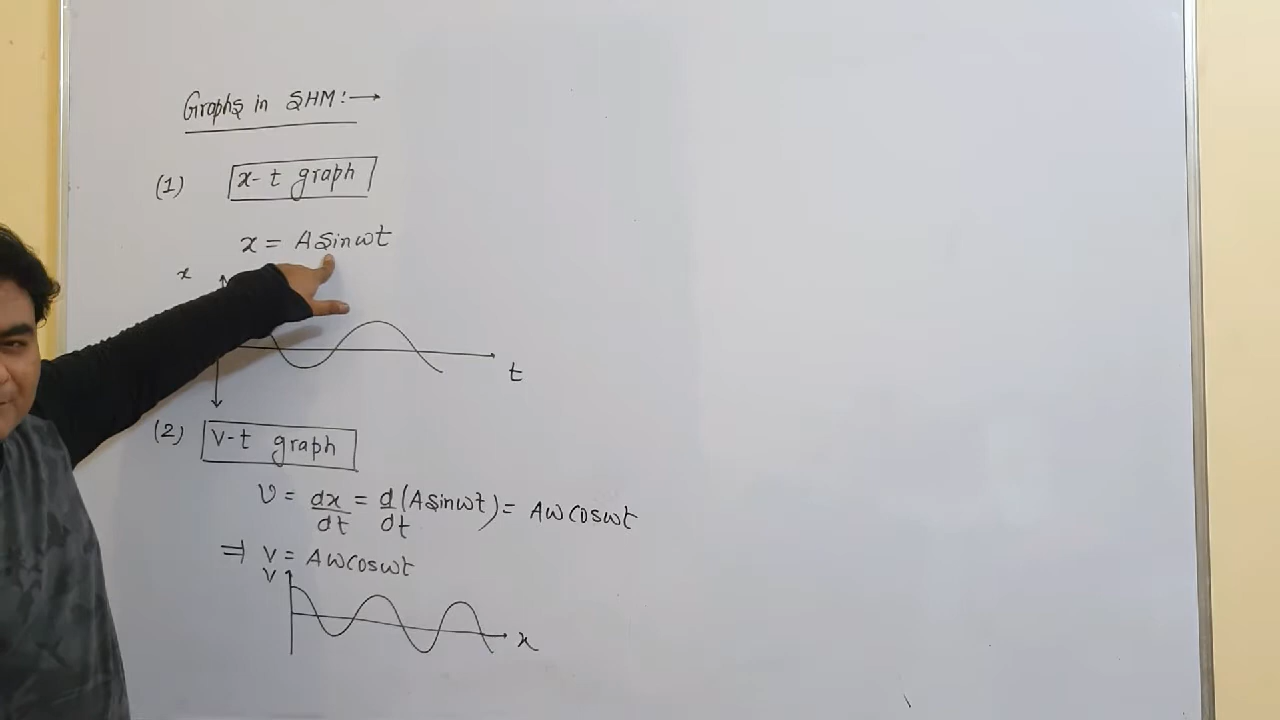 Graphs in SHM:→
(1) x-t graph
x = A sinωt
x
t
(2) v-t graph
v = dx/dt = d/dt (A sinωt) = Aω cosωt
⇒ v = Aω cosωt
v
x